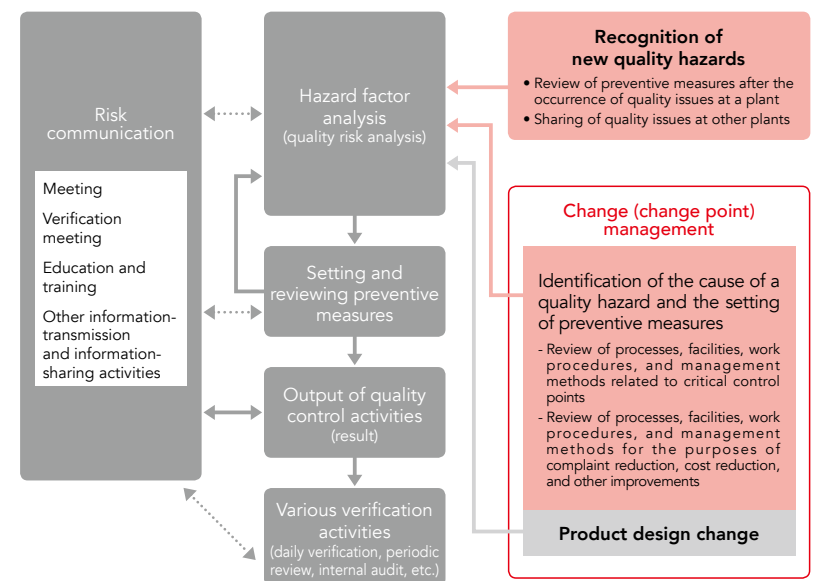 Risk
communication
Meeting
Verification
meeting
Education and
training
Other information-
transmission
and information-
sharing activities
Hazard factor
analysis
(quality risk analysis)
Setting and
reviewing preventive
measures
Output of quality
control activities
(result)
Various verification
activities
(daily verification, periodic
review, internal audit, etc.)
Recognition of
new quality hazards
• Review of preventive measures after the
occurrence of quality issues at a plant
• Sharing of quality issues at other plants
Change (change point)
management
Identification of the cause of a
quality hazard and the setting
of preventive measures
- Review of processes, facilities, work
procedures, and management
methods related to critical control
points
- Review of processes, facilities, work
procedures, and management
methods for the purposes of
complaint reduction, cost reduction,
and other improvements
Product design change